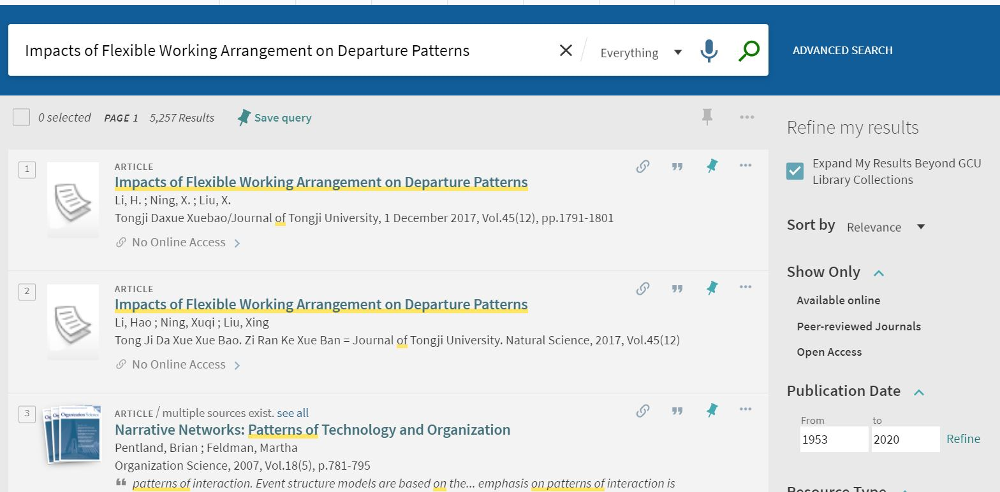 Impacts of Flexible Working Arrangement on Departure Patterns
Everything
ADVANCED SEARCH
0 selected PAGE 1 5,257 Results Save query
1
ARTICLE
Impacts of Flexible Working Arrangement on Departure Patterns
Li, H. ; Ning, X. ; Liu, X.
Tongji Daxue Xuebao/Journal of Tongji University, 1 December 2017, Vol.45(12), pp.1791-1801
No Online Access
2
ARTICLE
Impacts of Flexible Working Arrangement on Departure Patterns
Li, Hao ; Ning, Xuqi ; Liu, Xing
Tong Ji Da Xue Xue Bao. Zi Ran Ke Xue Ban = Journal of Tongji University. Natural Science, 2017, Vol.45(12)
No Online Access
3
Organization Science
ARTICLE / multiple sources exist. see all
Narrative Networks: Patterns of Technology and Organization
Pentland, Brian ; Feldman, Martha
Organization Science, 2007, Vol.18(5), p.781-795
patterns of interaction. Event structure models are based on the... emphasis on patterns of interaction is
Refine my results
Expand My Results Beyond GCU
Library Collections
Sort by Relevance
Show Only
Available online
Peer-reviewed Journals
Open Access
Publication Date
From to
1953 2020 Refine
Resource Type